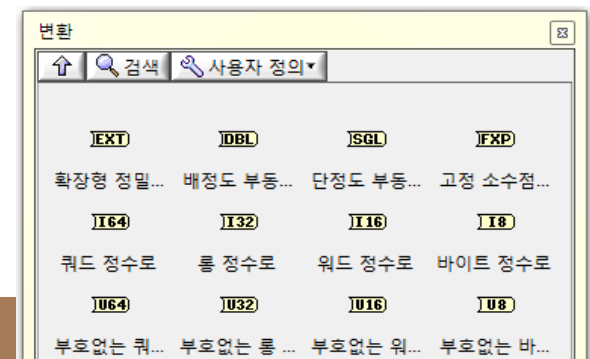 변환
검색 사용자 정의
EXT DBL SGL FXP
확장형 정밀... 배정도 부동... 단정도 부동... 고정 소수점...
I64 I32 I16 I8
쿼드 정수로 롱 정수로 워드 정수로 바이트 정수로
U64 U32 U16 U8
부호없는 쿼... 부호없는 롱 ... 부호없는 워... 부호없는 바...